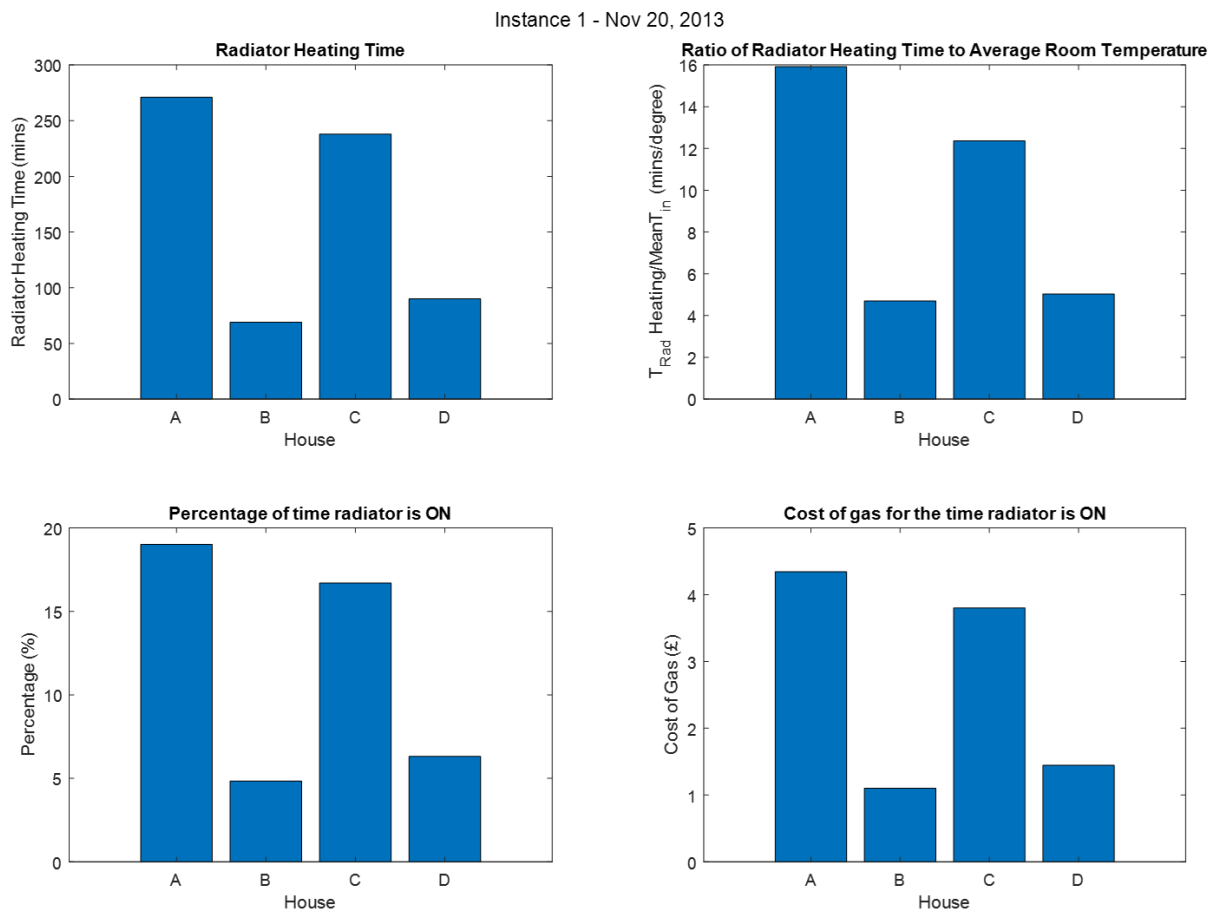 Instance 1 - Nov 20, 2013
Radiator Heating Time
300
250
200
150
100
50
0
Radiator Heating Time (mins)
A B C D
House
Ratio of Radiator Heating Time to Average Room Temperature
16
14
12
10
8
6
4
2
0
T_Rad Heating/MeanT_in (mins/degree)
A B C D
House
Percentage of time radiator is ON
20
15
10
5
0
Percentage (%)
A B C D
House
Cost of gas for the time radiator is ON
5
4
3
2
1
0
Cost of Gas (£)
A B C D
House